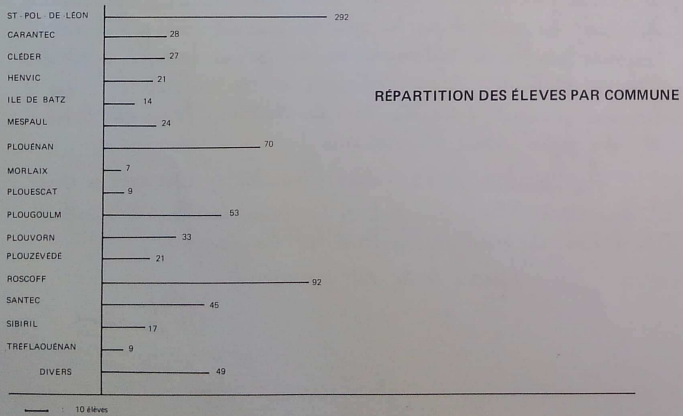 ST-POL DE LÉON 292
CARANTEC 28
CLÉDER 27
HENVIC 21
ILE DE BATZ 14
RÉPARTITION DES ÉLEVES PAR COMMUNE
MESPAUL 24
PLOUÉNAN 70
MORLAIX 7
PLOUESCAT 9
PLOUGOULM 53
PLOUVORN 33
PLOUZÉVÉDÉ 21
ROSCOFF 92
SANTEC 45
SIBIRIL 17
TRÉFLAOUÉNAN 9
DIVERS 49
: 10 élèves